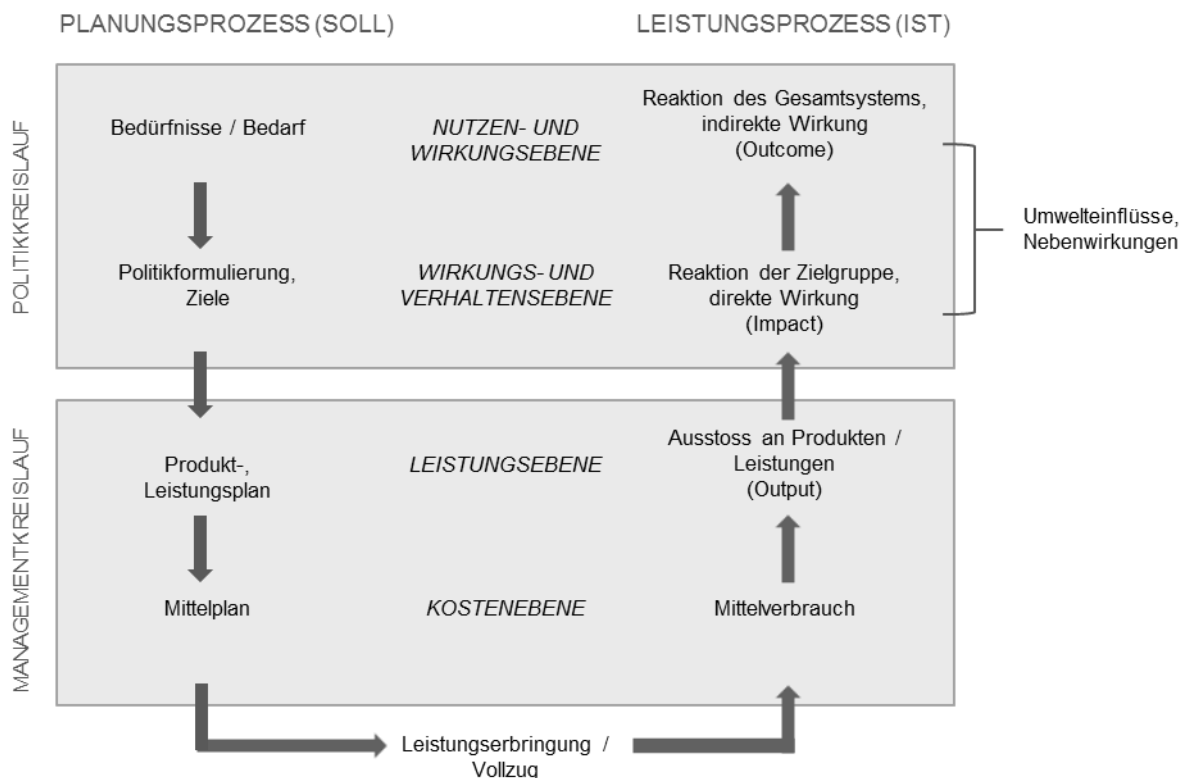 PLANUNGSPROZESS (SOLL)
LEISTUNGSPROZESS (IST)
POLITIKKREISLAUF
Bedürfnisse / Bedarf
NUTZEN- UND
WIRKUNGSEBENE
Reaktion des Gesamtsystems,
indirekte Wirkung
(Outcome)
Umwelteinflüsse,
Nebenwirkungen
Politikformulierung,
Ziele
WIRKUNGS- UND
VERHALTENSEBENE
Reaktion der Zielgruppe,
direkte Wirkung
(Impact)
MANAGEMENTKREISLAUF
Produkt-,
Leistungsplan
LEISTUNGSEBENE
Ausstoss an Produkten /
Leistungen
(Output)
Mittelplan
KOSTENEBENE
Mittelverbrauch
Leistungserbringung /
Vollzug